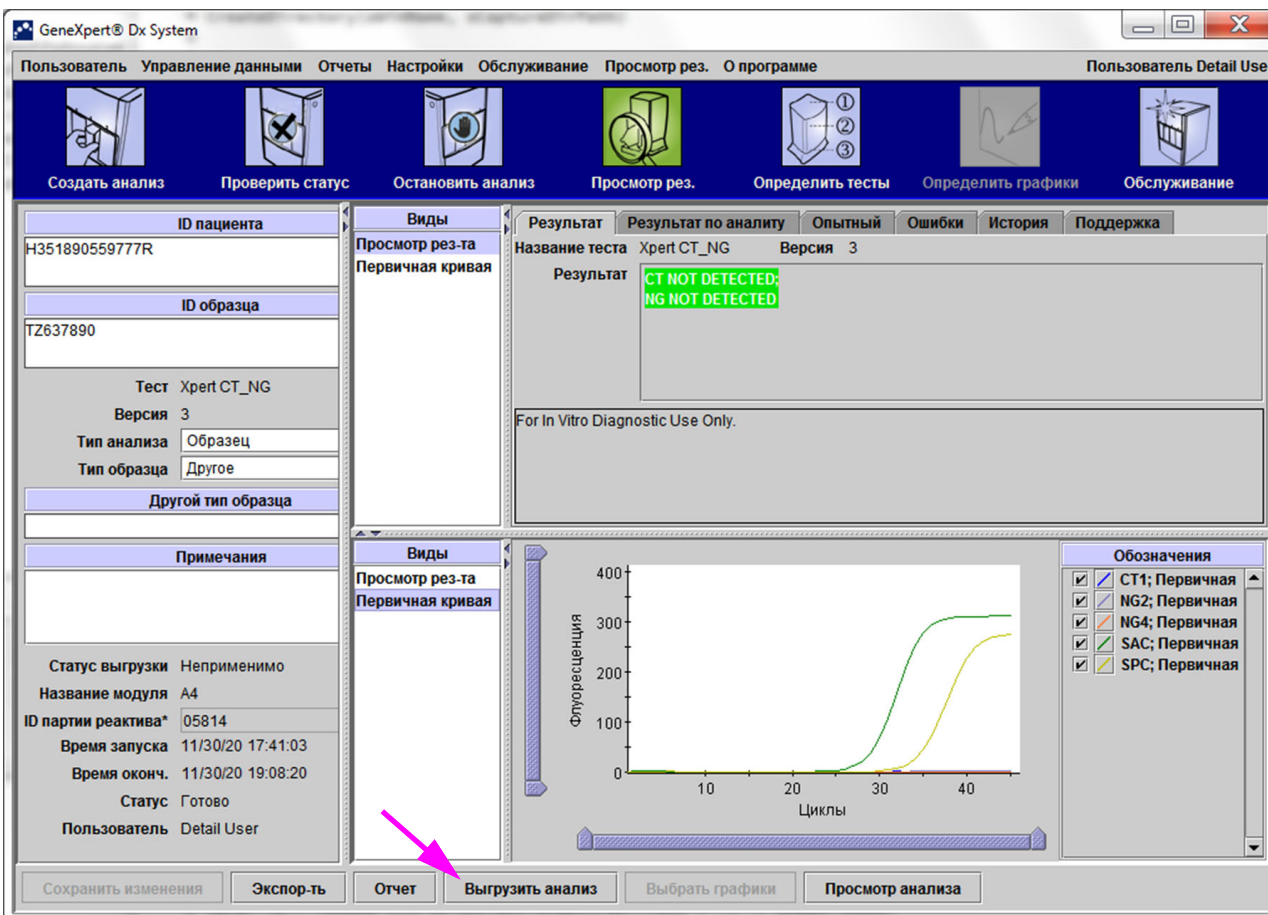 GeneXpert® Dx System
Пользователь Управление данными Отчеты Настройки Обслуживание Просмотр рез. О программе Пользователь Detail Use
Создать анализ Проверить статус Остановить анализ Просмотр рез. Определить тесты Определить графики Обслуживание
ID пациента
H351890559777R
ID образца
TZ637890
Тест Xpert CT_NG
Версия 3
Тип анализа Образец
Тип образца Другое
Другой тип образца
Примечания
Статус выгрузки Неприменимо
Название модуля A4
ID партии реактива* 05814
Время запуска 11/30/20 17:41:03
Время оконч. 11/30/20 19:08:20
Статус Готово
Пользователь Detail User
Виды
Просмотр рез-та
Первичная кривая
Результат Результат по аналиту Опытный Ошибки История Поддержка
Название теста Xpert CT_NG Версия 3
Результат CT NOT DETECTED;
NG NOT DETECTED
For In Vitro Diagnostic Use Only.
Виды
Просмотр рез-та
Первичная кривая
Флуоресценция
400
300
200
100
0
10 20 30 40
Циклы
Обозначения
CT1; Первичная
NG2; Первичная
NG4; Первичная
SAC; Первичная
SPC; Первичная
Сохранить изменения Экспор-ть Отчет Выгрузить анализ Выбрать графики Просмотр анализа